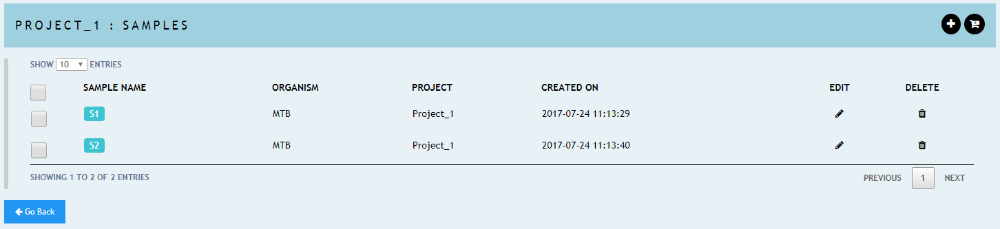 PROJECT_1 : SAMPLES
SHOW 10 ENTRIES
SAMPLE NAME ORGANISM PROJECT CREATED ON EDIT DELETE
S1 MTB Project_1 2017-07-24 11:13:29
S2 MTB Project_1 2017-07-24 11:13:40
SHOWING 1 TO 2 OF 2 ENTRIES PREVIOUS 1 NEXT
Go Back